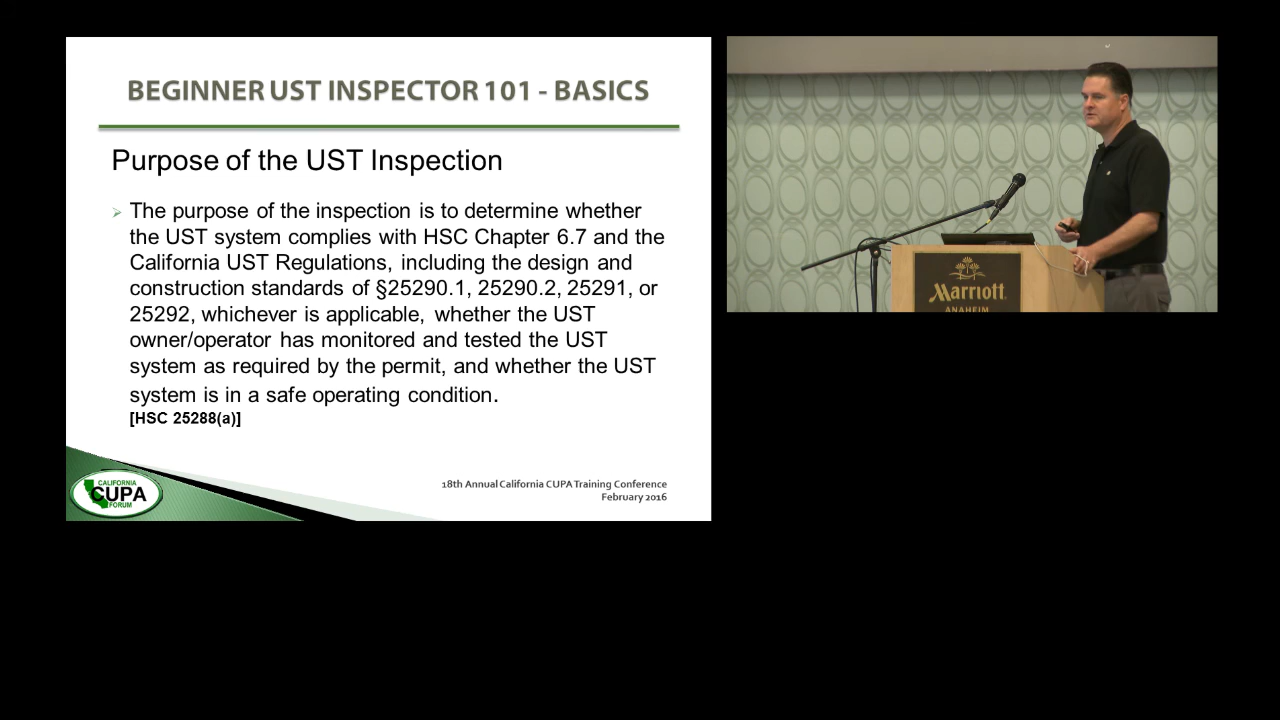 BEGINNER UST INSPECTOR 101 - BASICS
Purpose of the UST Inspection
The purpose of the inspection is to determine whether
the UST system complies with HSC Chapter 6.7 and the
California UST Regulations, including the design and
construction standards of §25290.1, 25290.2, 25291, or
25292, whichever is applicable, whether the UST
owner/operator has monitored and tested the UST
system as required by the permit, and whether the UST
system is in a safe operating condition.
[HSC 25288(a)]
CALIFORNIA
CUPA
FORUM
18th Annual California CUPA Training Conference
February 2016
Marriott
ANAHEIM